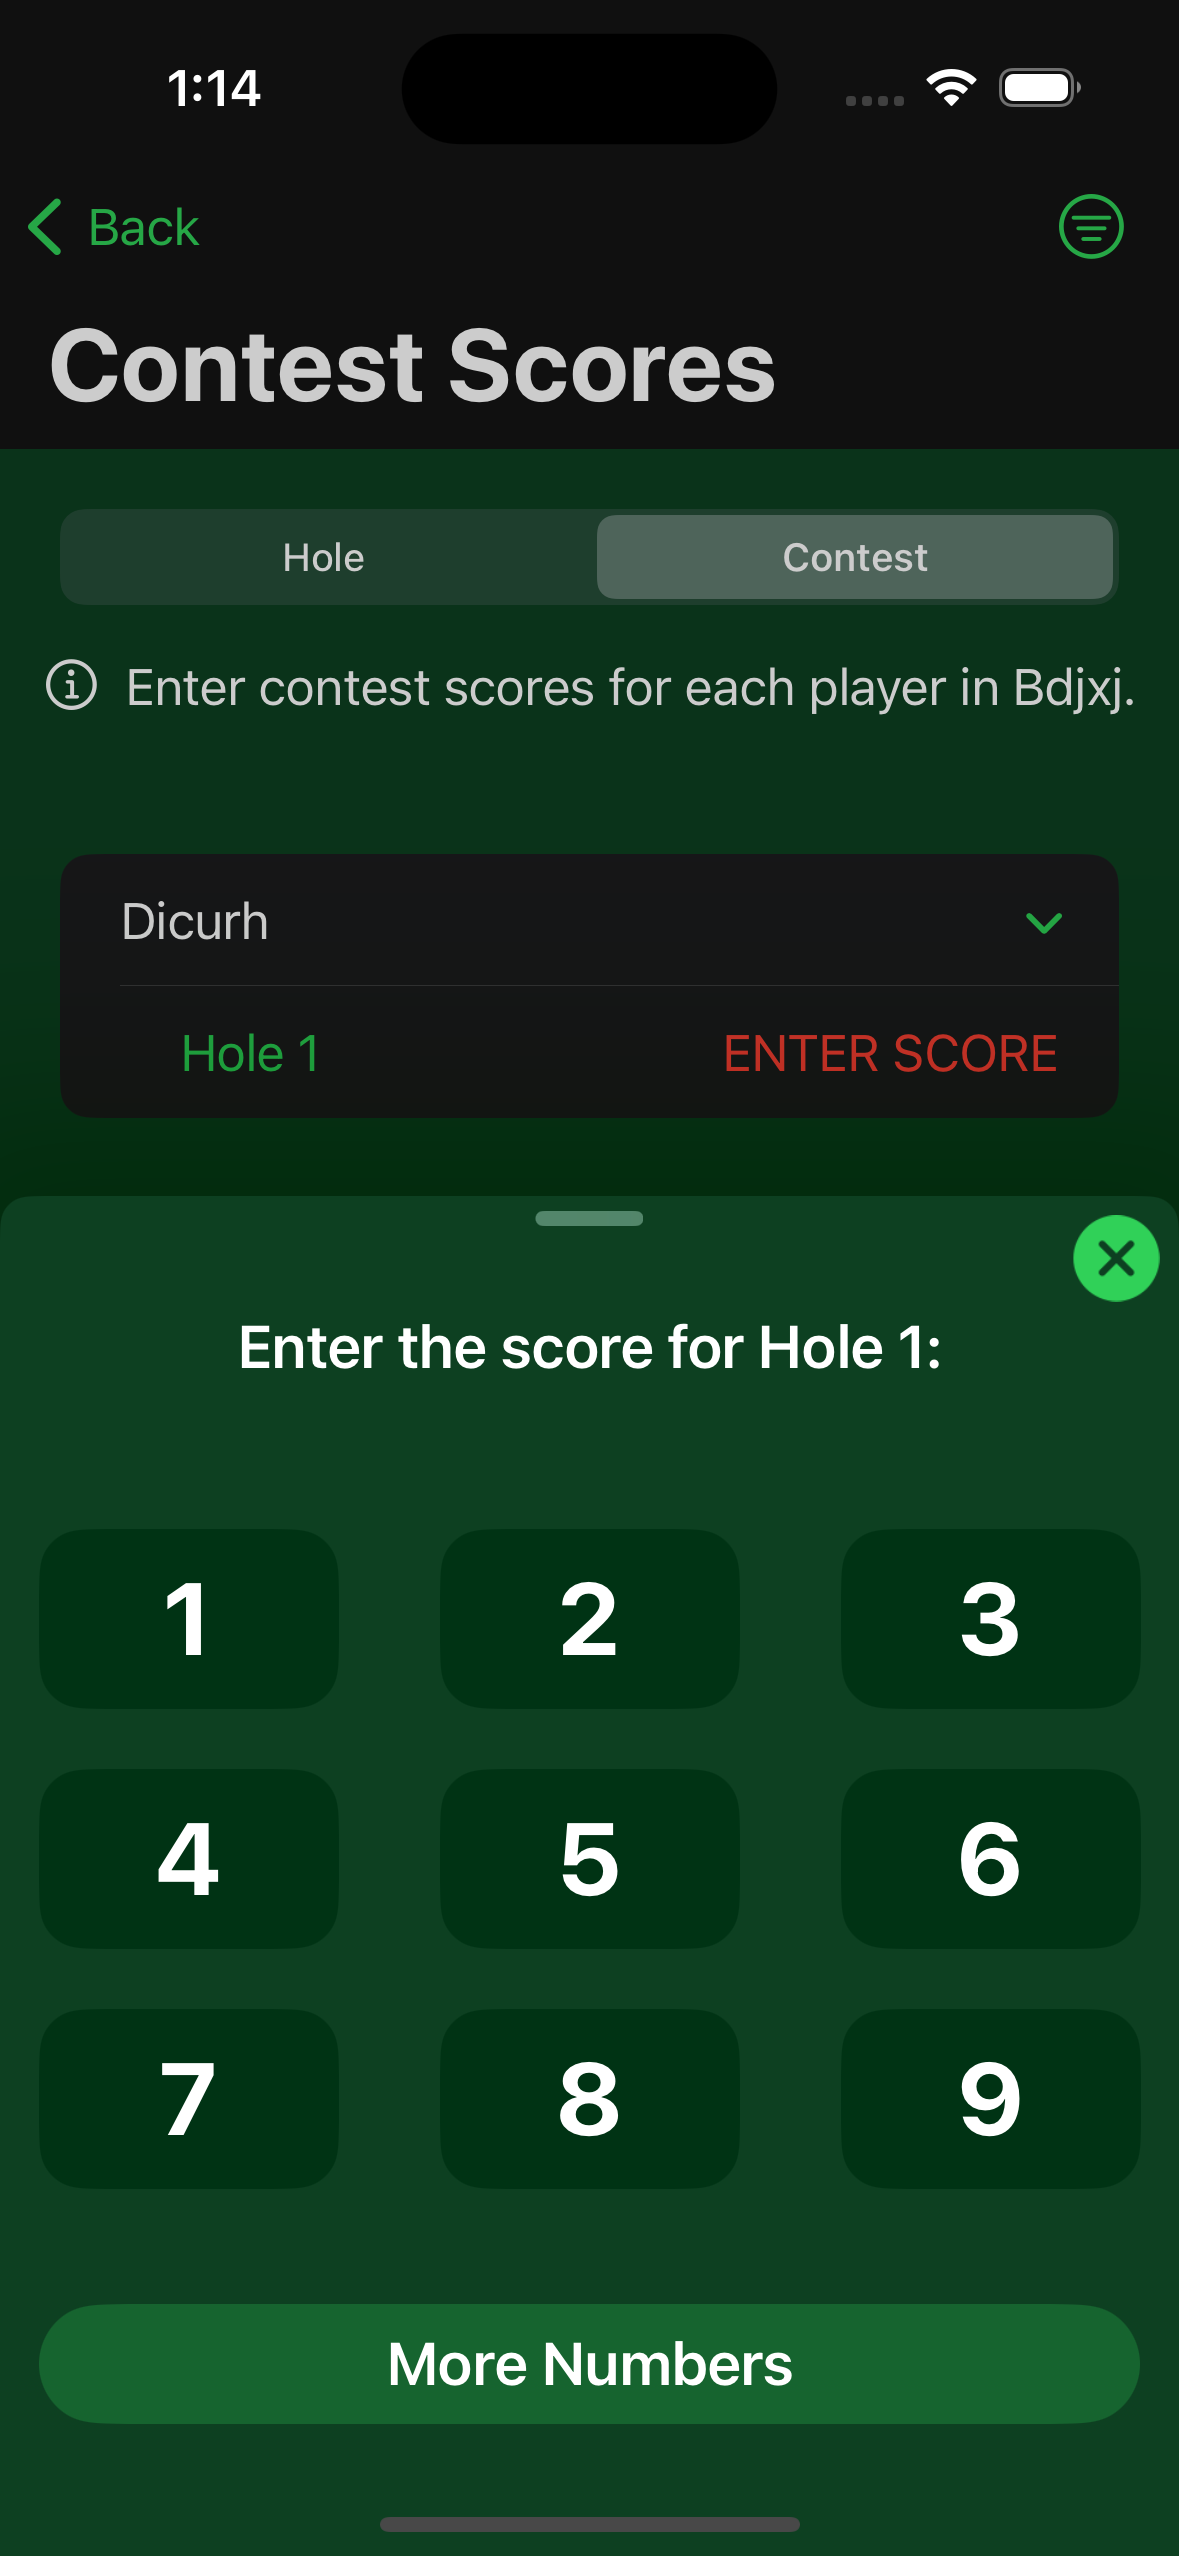 1:14
Back
Contest Scores
Hole
Contest
Enter contest scores for each player in Bdjxj.
Dicurh
Hole 1
ENTER SCORE
Enter the score for Hole 1:
1
2
3
4
5
6
7
8
9
More Numbers